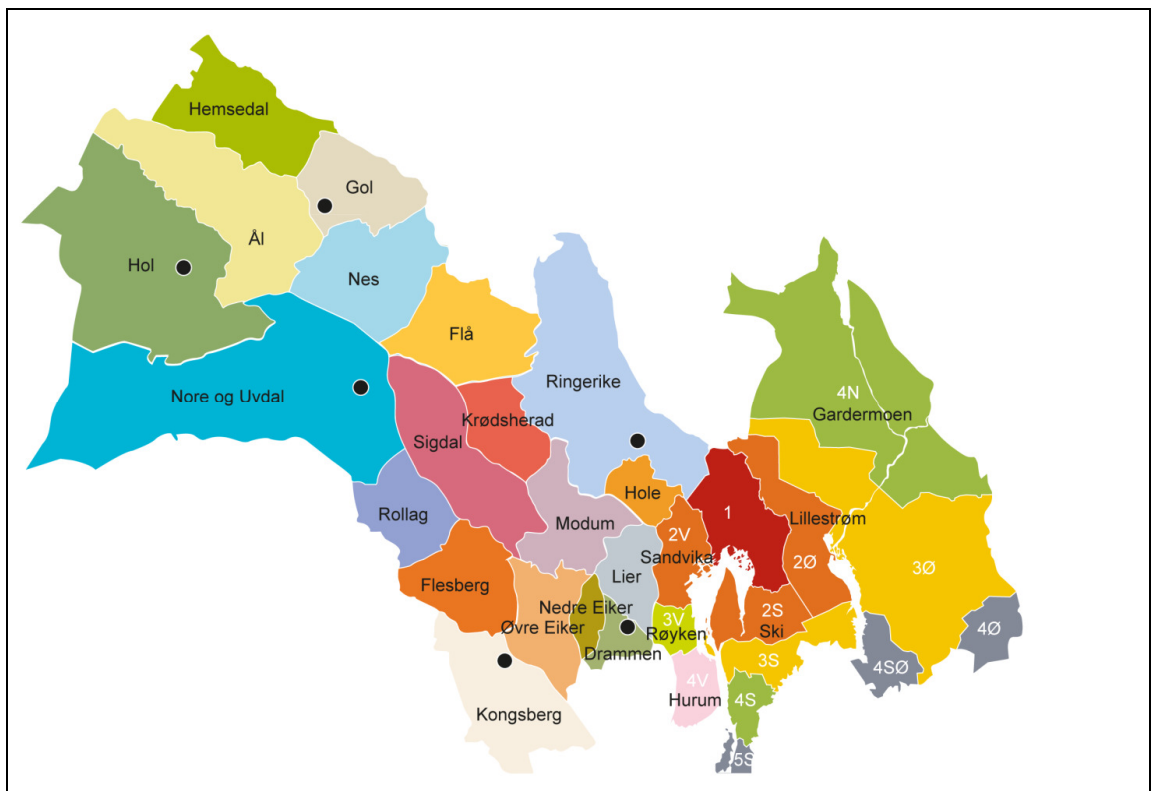 Hemsedal
Gol
Ål
Hol
Nes
Flå
Ringerike
Nore og Uvdal
4N
Gardermoen
Krødsherad
Sigdal
Hole
Rollag
Modum
1
Lillestrøm
2V
Sandvika
2Ø
3Ø
Lier
Flesberg
Nedre Eiker
Øvre Eiker
3V
Røyken
2S
Ski
Drammen
3S
4Ø
4SØ
4V
Hurum
4S
Kongsberg
5S